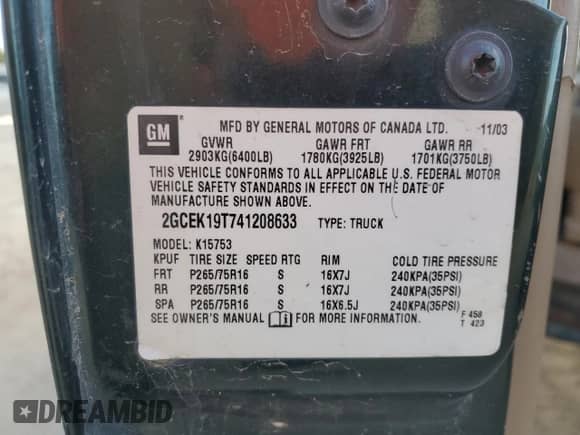 GM
MFD BY GENERAL MOTORS OF CANADA LTD. 11/03
GVWR GAWR FRT GAWR RR
2903KG(6400LB) 1780KG(3925LB) 1701KG(3750LB)
THIS VEHICLE CONFORMS TO ALL APPLICABLE U.S. FEDERAL MOTOR
VEHICLE SAFETY STANDARDS IN EFFECT ON THE DATE OF
MANUFACTURE SHOWN ABOVE.
2GCEK19T741208633 TYPE: TRUCK
MODEL: K15753
KPUF TIRE SIZE SPEED RTG RIM COLD TIRE PRESSURE
FRT P265/75R16 S 16X7J 240KPA(35PSI)
RR P265/75R16 S 16X7J 240KPA(35PSI)
SPA P265/75R16 S 16X6.5J 240KPA(35PSI)
SEE OWNER'S MANUAL FOR MORE INFORMATION.
F 458
T 423
DREAMBID